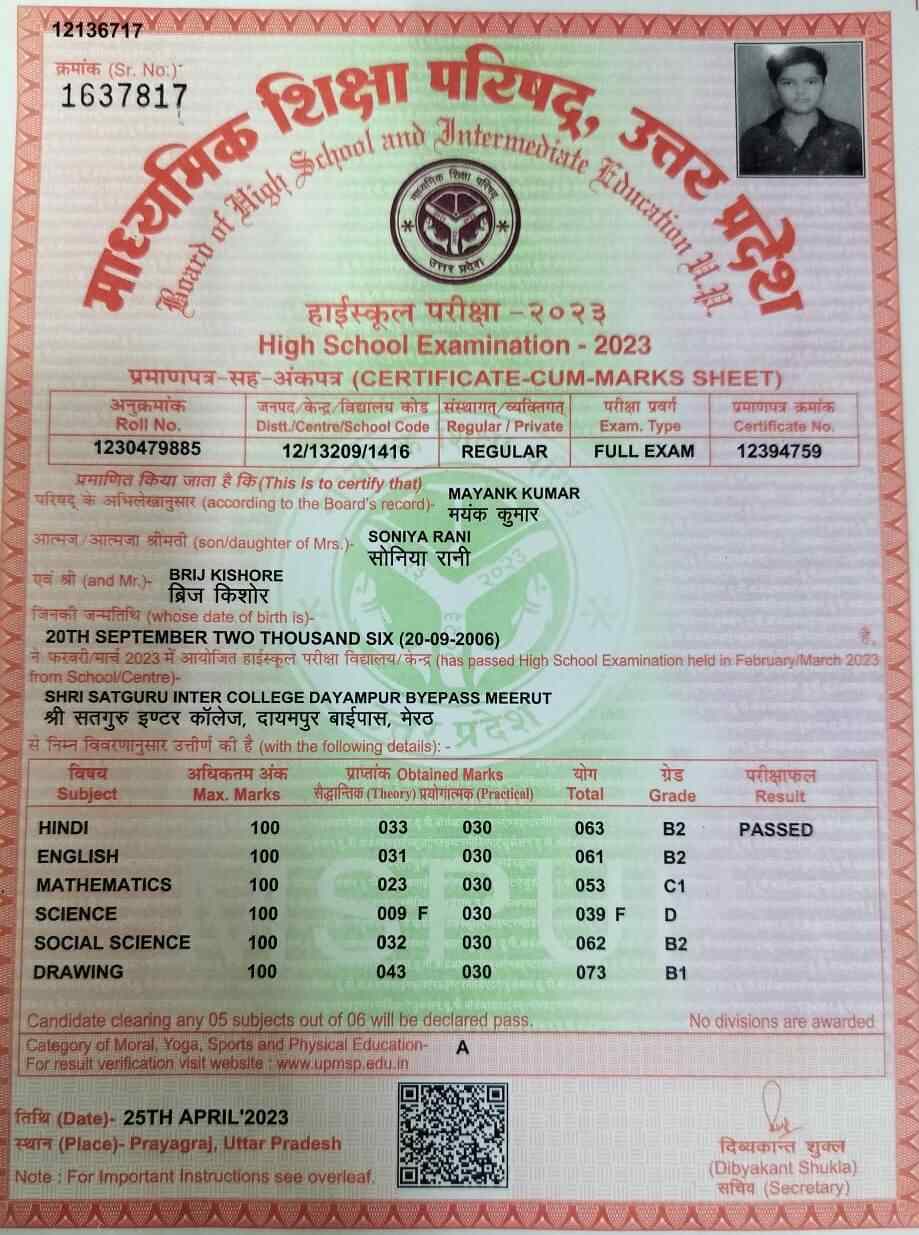 12136717
क्रमांक (Sr. No.)-
1637817
माध्यमिक शिक्षा परिषद्, उत्तर प्रदेश
Board of High School and Intermediate Education U.P.
माध्यमिक शिक्षा परिषद
उत्तर प्रदेश
हाईस्कूल परीक्षा - २०२३
High School Examination - 2023
प्रमाणपत्र-सह-अंकपत्र (CERTIFICATE-CUM-MARKS SHEET)
अनुक्रमांक जनपद/केन्द्र/विद्यालय कोड संस्थागत/व्यक्तिगत् परीक्षा प्रवर्ग प्रमाणपत्र क्रमांक
Roll No. Distt./Centre/School Code Regular / Private Exam. Type Certificate No.
1230479885 12/13209/1416 REGULAR FULL EXAM 12394759
प्रमाणित किया जाता है कि (This is to certify that)
परिषद् के अभिलेखानुसार (according to the Board's record)- MAYANK KUMAR
मयंक कुमार
आत्मज/आत्मजा श्रीमती (son/daughter of Mrs.)- SONIYA RANI
सोनिया रानी
एवं श्री (and Mr.)- BRIJ KISHORE
ब्रिज किशोर
जिनकी जन्मतिथि (whose date of birth is)-
20TH SEPTEMBER TWO THOUSAND SIX (20-09-2006) है,
ने फरवरी/मार्च 2023 में आयोजित हाईस्कूल परीक्षा विद्यालय/केन्द्र (has passed High School Examination held in February/March 2023
from School/Centre)-
SHRI SATGURU INTER COLLEGE DAYAMPUR BYEPASS MEERUT
श्री सतगुरु इण्टर कॉलेज, दायमपुर बाईपास, मेरठ
से निम्न विवरणानुसार उत्तीर्ण की है (with the following details): -
विषय अधिकतम अंक प्राप्तांक Obtained Marks योग ग्रेड परीक्षाफल
Subject Max. Marks सैद्धान्तिक (Theory) प्रयोगात्मक (Practical) Total Grade Result
HINDI 100 033 030 063 B2 PASSED
ENGLISH 100 031 030 061 B2
MATHEMATICS 100 023 030 053 C1
SCIENCE 100 009 F 030 039 F D
SOCIAL SCIENCE 100 032 030 062 B2
DRAWING 100 043 030 073 B1
Candidate clearing any 05 subjects out of 06 will be declared pass. No divisions are awarded
Category of Moral, Yoga, Sports and Physical Education- A
For result verification visit website : www.upmsp.edu.in
तिथि (Date)- 25TH APRIL'2023
स्थान (Place)- Prayagraj, Uttar Pradesh
Note : For Important Instructions see overleaf.
दिब्यकान्त शुक्ल
(Dibyakant Shukla)
सचिव (Secretary)